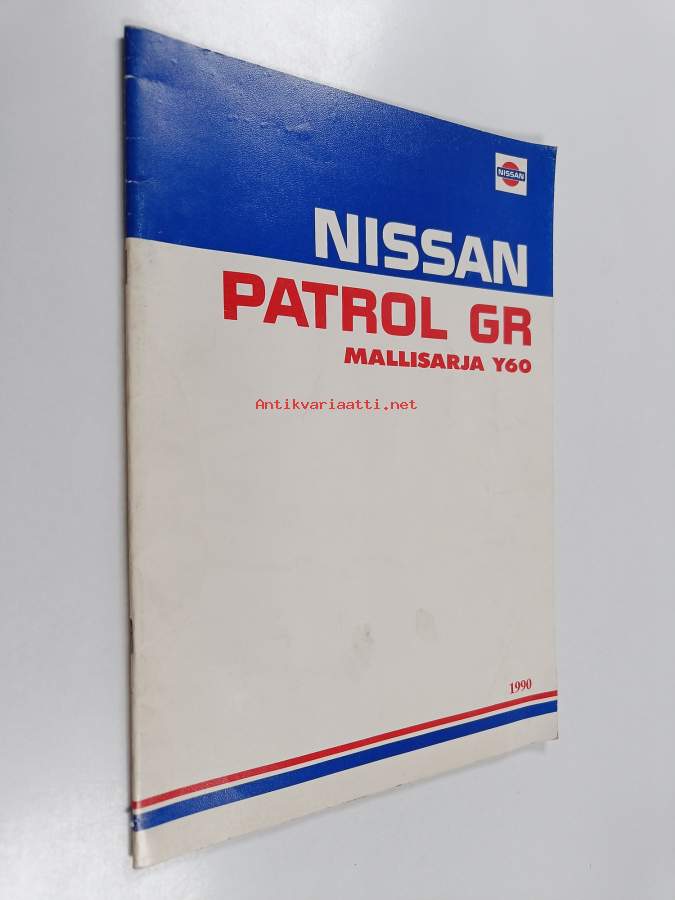 NISSAN
NISSAN
PATROL GR
MALLISARJA Y60
Antikvariaatti.net
1990